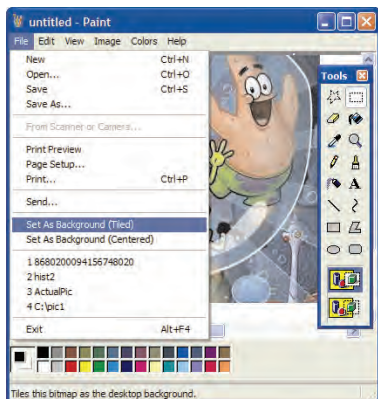 untitled - Paint
File Edit View Image Colors Help
New Ctrl+N
Open... Ctrl+O
Save Ctrl+S
Save As...
From Scanner or Camera...
Print Preview
Page Setup...
Print... Ctrl+P
Send...
Set As Background (Tiled)
Set As Background (Centered)
1 8680200094156748020
2 hist2
3 ActualPic
4 C:\pic1
Exit Alt+F4
Tools
A
Tiles this bitmap as the desktop background.